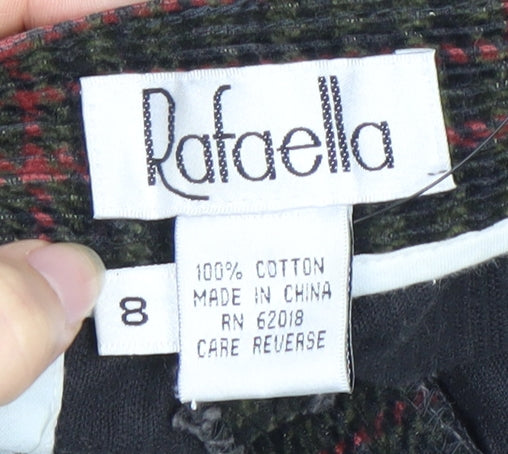 Rafaella
8
100% COTTON
MADE IN CHINA
RN 62018
CARE REVERSE